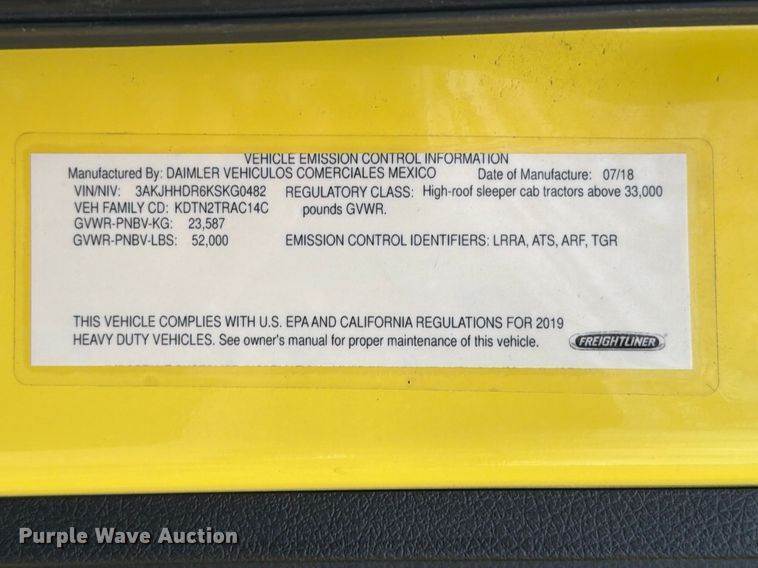 VEHICLE EMISSION CONTROL INFORMATION
Manufactured By: DAIMLER VEHICULOS COMERCIALES MEXICO Date of Manufacture: 07/18
VIN/NIV: 3AKJHHDR6KSKG0482 REGULATORY CLASS: High-roof sleeper cab tractors above 33,000
VEH FAMILY CD: KDTN2TRAC14C pounds GVWR.
GVWR-PNBV-KG: 23,587
GVWR-PNBV-LBS: 52,000 EMISSION CONTROL IDENTIFIERS: LRRA, ATS, ARF, TGR
THIS VEHICLE COMPLIES WITH U.S. EPA AND CALIFORNIA REGULATIONS FOR 2019
HEAVY DUTY VEHICLES. See owner's manual for proper maintenance of this vehicle. FREIGHTLINER
Purple Wave Auction